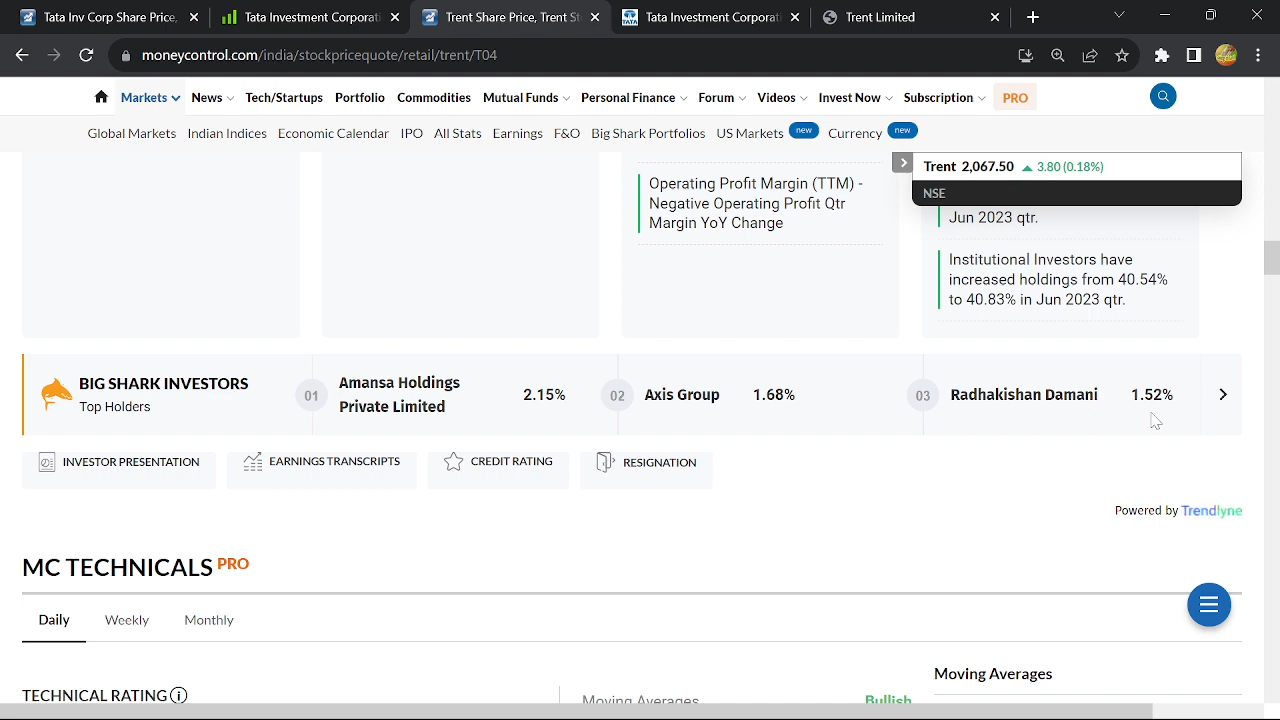 Tata Inv Corp Share Price,
Tata Investment Corporati
Trent Share Price, Trent St
Tata Investment Corporati
Trent Limited
moneycontrol.com/india/stockpricequote/retail/trent/T04
Markets News Tech/Startups Portfolio Commodities Mutual Funds Personal Finance Forum Videos Invest Now Subscription PRO
Global Markets Indian Indices Economic Calendar IPO All Stats Earnings F&O Big Shark Portfolios US Markets new Currency new
Trent 2,067.50 3.80 (0.18%)
NSE
Operating Profit Margin (TTM) -
Negative Operating Profit Qtr
Margin YoY Change
Jun 2023 qtr.
Institutional Investors have
increased holdings from 40.54%
to 40.83% in Jun 2023 qtr.
BIG SHARK INVESTORS
Top Holders
01
Amansa Holdings
Private Limited
2.15%
02 Axis Group 1.68%
03 Radhakishan Damani 1.52%
INVESTOR PRESENTATION EARNINGS TRANSCRIPTS CREDIT RATING RESIGNATION
Powered by Trendlyne
MC TECHNICALS PRO
Daily Weekly Monthly
Moving Averages
TECHNICAL RATING
Moving Averages Bullish